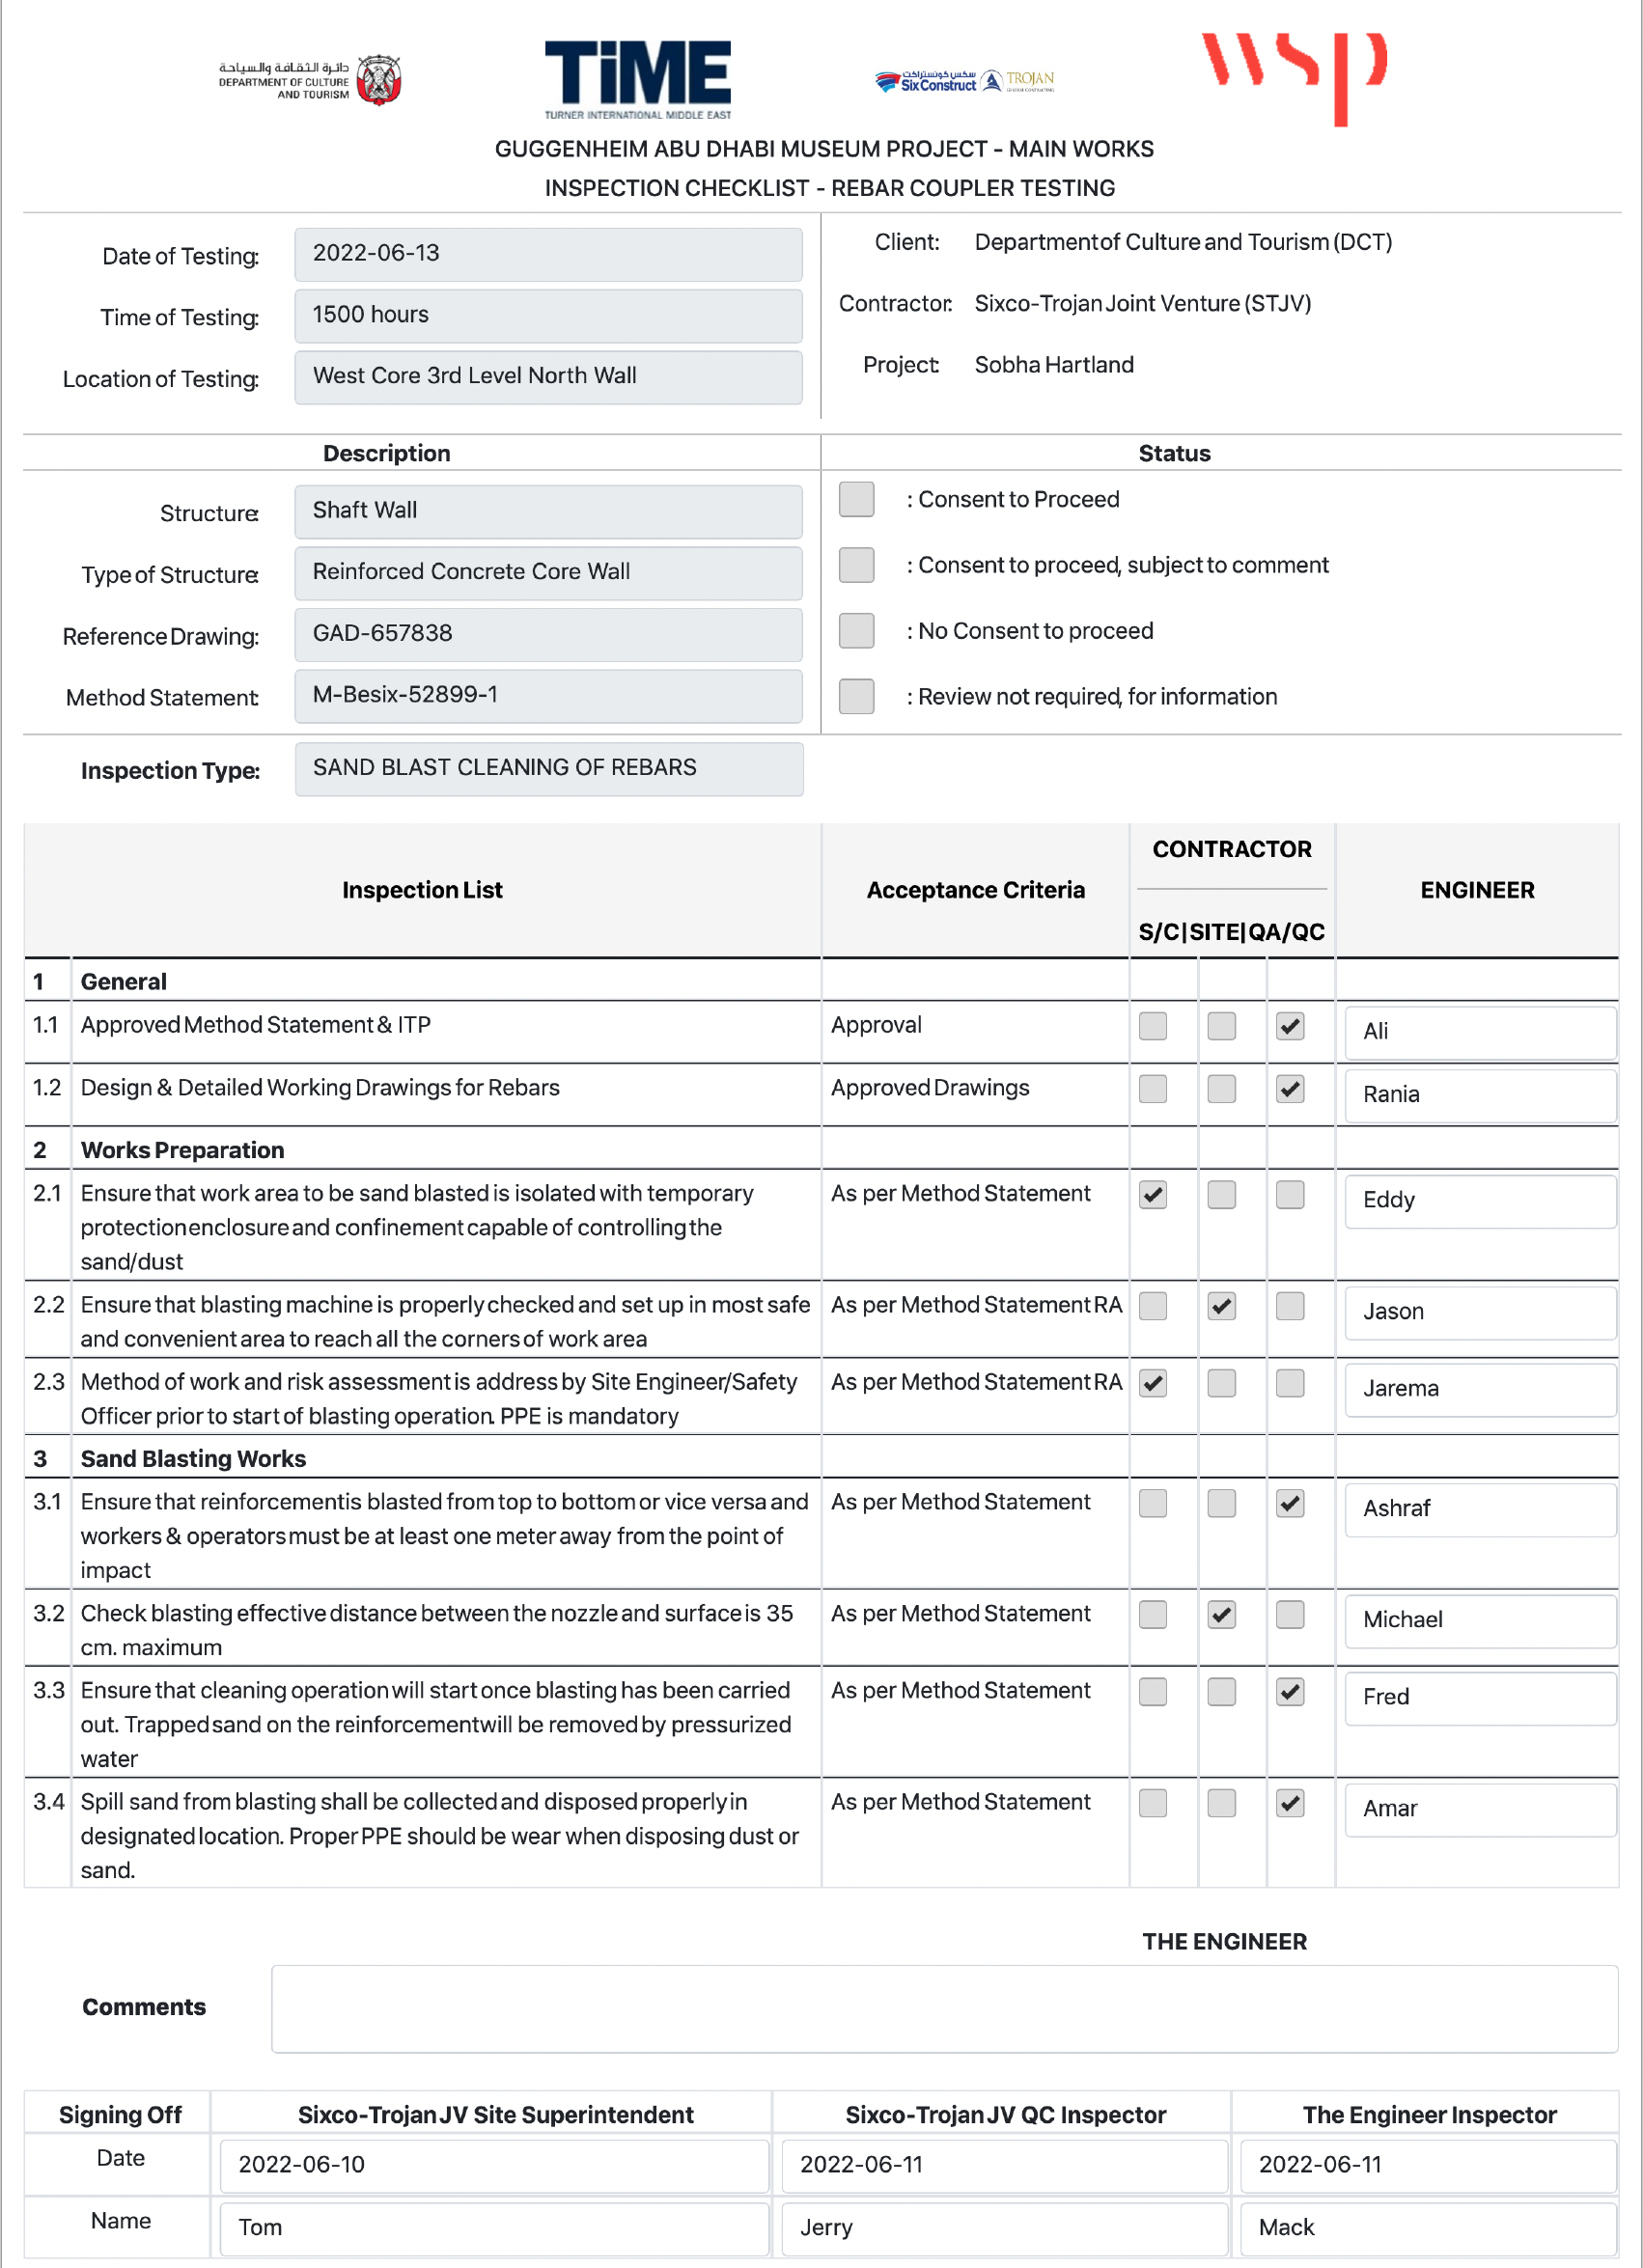 دائرة الثقافة والسياحة
DEPARTMENT OF CULTURE
AND TOURISM
TiME
TURNER INTERNATIONAL MIDDLE EAST
سكس كونستراكت
SixConstruct
TROJAN
wsp
GUGGENHEIM ABU DHABI MUSEUM PROJECT - MAIN WORKS
INSPECTION CHECKLIST - REBAR COUPLER TESTING
Date of Testing: 2022-06-13
Time of Testing: 1500 hours
Location of Testing: West Core 3rd Level North Wall
Client: Department of Culture and Tourism (DCT)
Contractor: Sixco-Trojan Joint Venture (STJV)
Project: Sobha Hartland
Description
Structure: Shaft Wall
Type of Structure: Reinforced Concrete Core Wall
Reference Drawing: GAD-657838
Method Statement: M-Besix-52899-1
Status
: Consent to Proceed
: Consent to proceed, subject to comment
: No Consent to proceed
: Review not required, for information
Inspection Type: SAND BLAST CLEANING OF REBARS
Inspection List Acceptance Criteria CONTRACTOR ENGINEER
S/C|SITE|QA/QC
1 General
1.1 Approved Method Statement & ITP Approval Ali
1.2 Design & Detailed Working Drawings for Rebars Approved Drawings Rania
2 Works Preparation
2.1 Ensure that work area to be sand blasted is isolated with temporary As per Method Statement Eddy
protection enclosure and confinement capable of controlling the
sand/dust
2.2 Ensure that blasting machine is properly checked and set up in most safe As per Method Statement RA Jason
and convenient area to reach all the corners of work area
2.3 Method of work and risk assessment is address by Site Engineer/Safety As per Method Statement RA Jarema
Officer prior to start of blasting operation. PPE is mandatory
3 Sand Blasting Works
3.1 Ensure that reinforcement is blasted from top to bottom or vice versa and As per Method Statement Ashraf
workers & operators must be at least one meter away from the point of
impact
3.2 Check blasting effective distance between the nozzle and surface is 35 As per Method Statement Michael
cm. maximum
3.3 Ensure that cleaning operation will start once blasting has been carried As per Method Statement Fred
out. Trapped sand on the reinforcement will be removed by pressurized
water
3.4 Spill sand from blasting shall be collected and disposed properly in As per Method Statement Amar
designated location. Proper PPE should be wear when disposing dust or
sand.
THE ENGINEER
Comments
Signing Off Sixco-Trojan JV Site Superintendent Sixco-Trojan JV QC Inspector The Engineer Inspector
Date 2022-06-10 2022-06-11 2022-06-11
Name Tom Jerry Mack